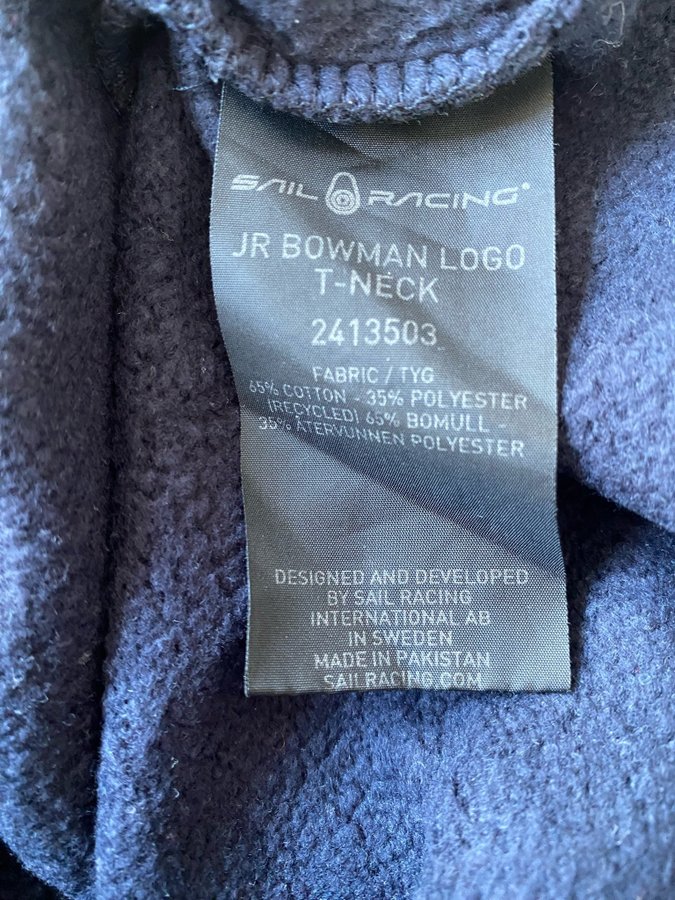 SAIL RACING®
JR BOWMAN LOGO
T-NECK
2413503
FABRIC / TYG
65% COTTON - 35% POLYESTER
(RECYCLED) 65% BOMULL -
35% ÅTERVUNNEN POLYESTER
DESIGNED AND DEVELOPED
BY SAIL RACING
INTERNATIONAL AB
IN SWEDEN
MADE IN PAKISTAN
SAILRACING.COM